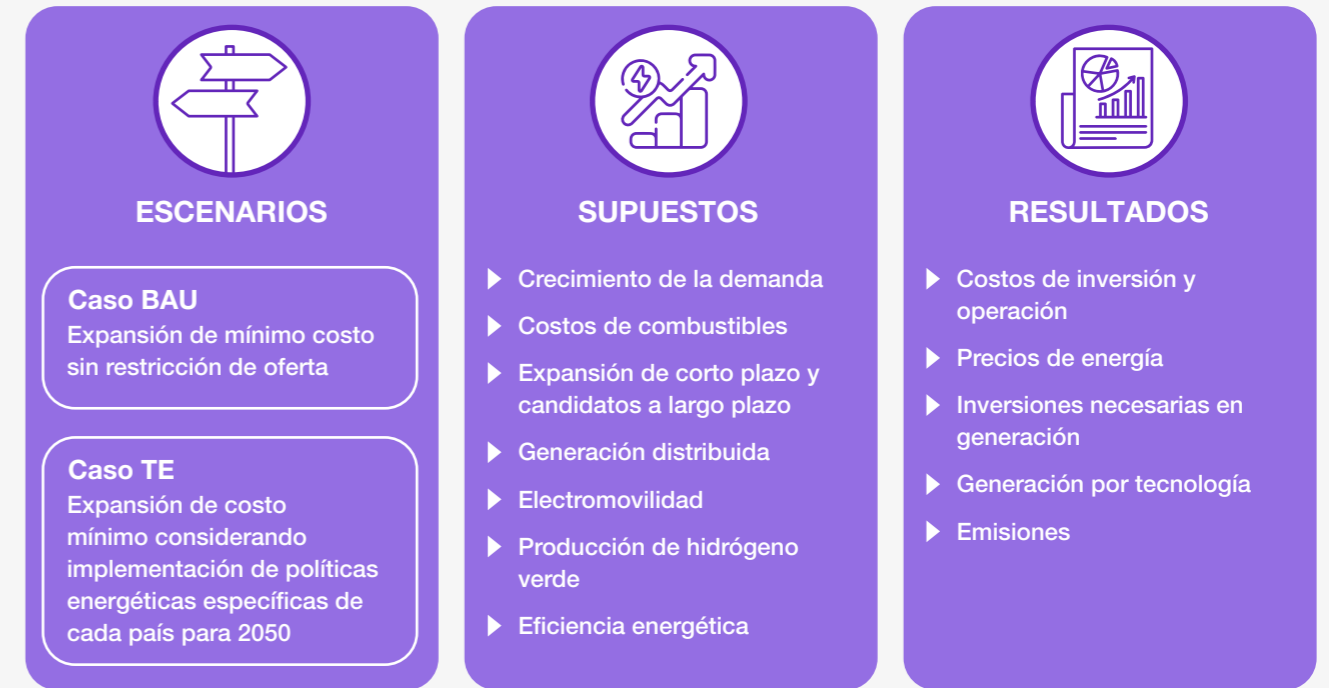 ESCENARIOS
Caso BAU
Expansión de mínimo costo
sin restricción de oferta
Caso TE
Expansión de costo
mínimo considerando
implementación de políticas
energéticas específicas de
cada país para 2050
SUPUESTOS
Crecimiento de la demanda
Costos de combustibles
Expansión de corto plazo y
candidatos a largo plazo
Generación distribuida
Electromovilidad
Producción de hidrógeno
verde
Eficiencia energética
RESULTADOS
Costos de inversión y
operación
Precios de energía
Inversiones necesarias en
generación
Generación por tecnología
Emisiones